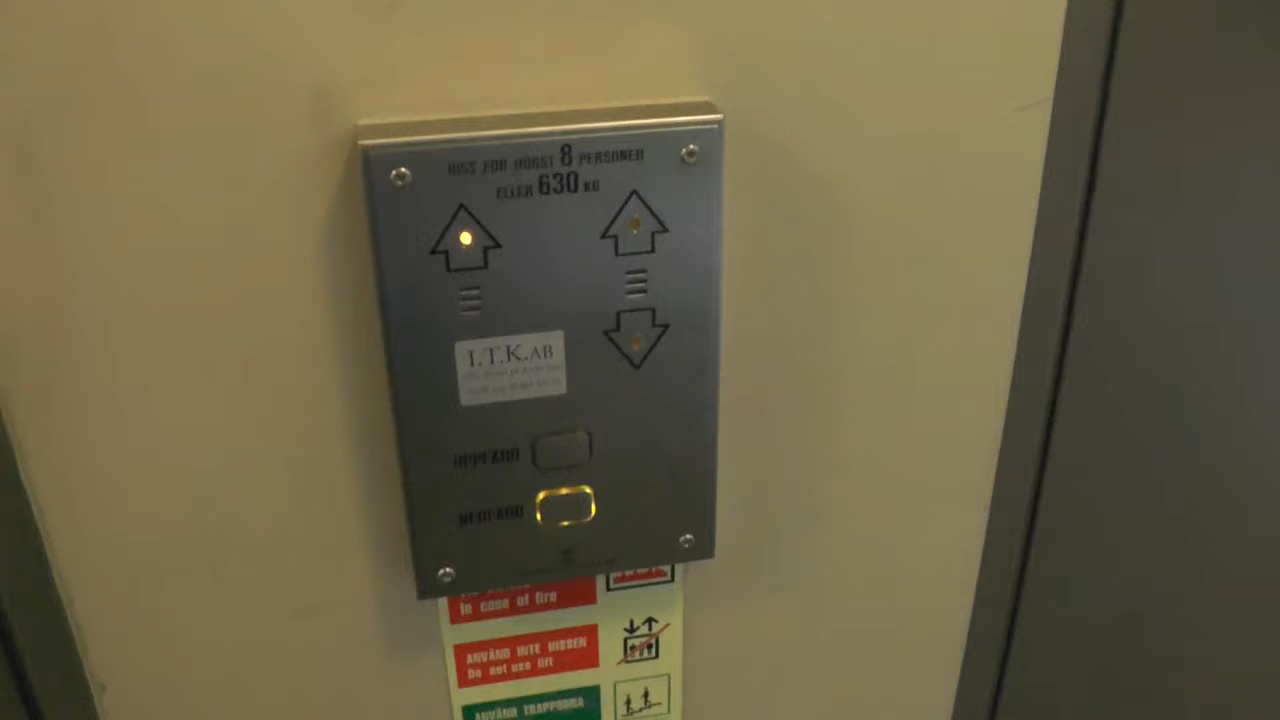 HISS FÖR HÖGST 8 PERSONER
ELLER 630 KG
I.T.K.AB
UPPFÄRD
NEDFÄRD
In case of fire
ANVÄND INTE HISSEN
Do not use lift
ANVÄND TRAPPORNA